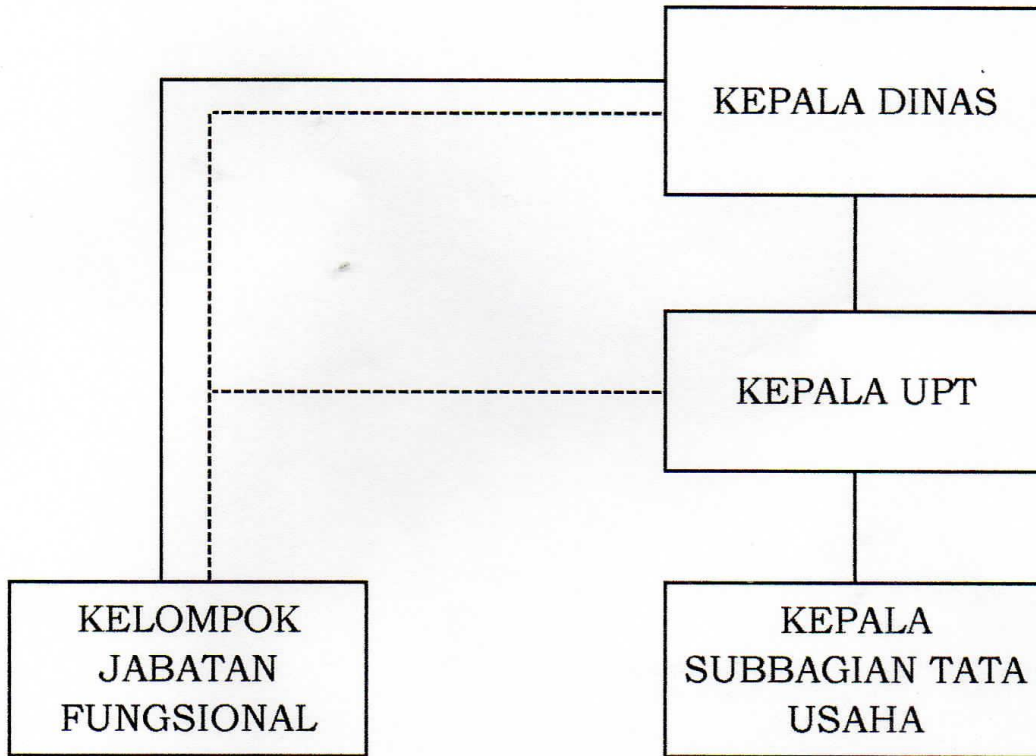 KEPALA DINAS
KEPALA UPT
KELOMPOK
JABATAN
FUNGSIONAL
KEPALA
SUBBAGIAN TATA
USAHA